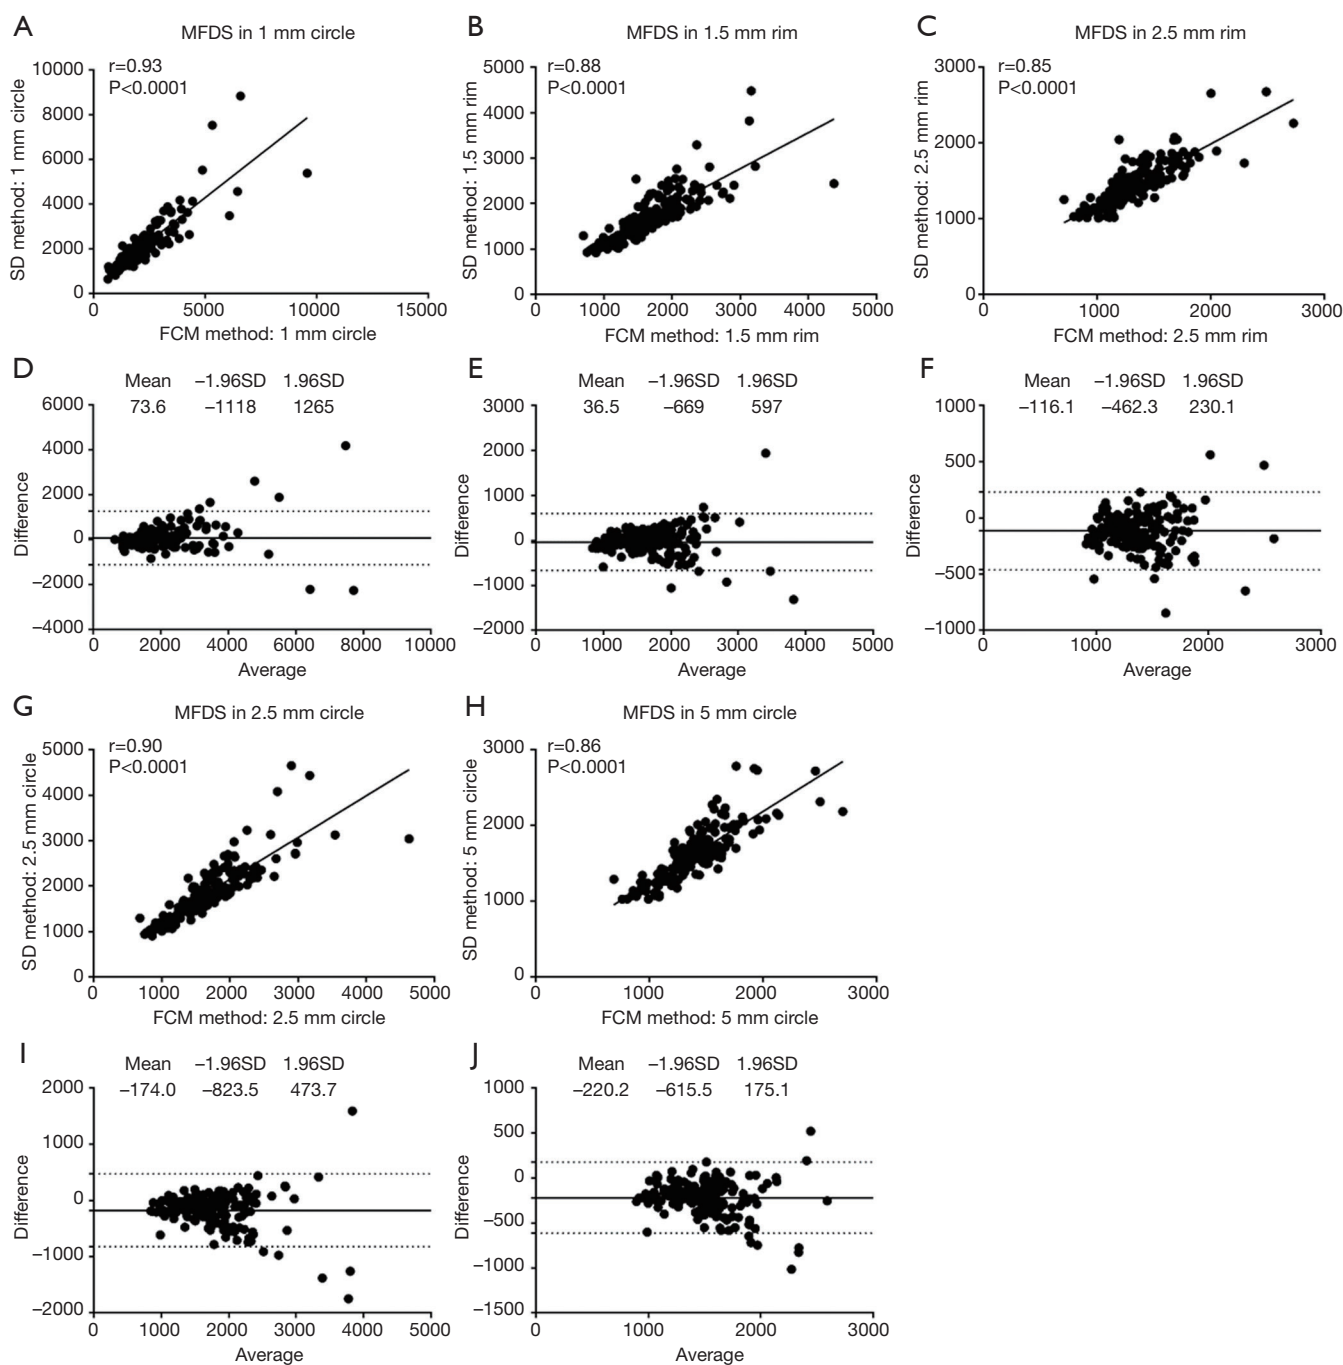 A
MFDS in 1 mm circle
r=0.93
P<0.0001
SD method: 1 mm circle
10000
8000
6000
4000
2000
0
0 5000 10000 15000
FCM method: 1 mm circle
B
MFDS in 1.5 mm rim
r=0.88
P<0.0001
SD method: 1.5 mm rim
5000
4000
3000
2000
1000
0
0 1000 2000 3000 4000 5000
FCM method: 1.5 mm rim
C
MFDS in 2.5 mm rim
r=0.85
P<0.0001
SD method: 2.5 mm rim
3000
2000
1000
0
0 1000 2000 3000
FCM method: 2.5 mm rim
D
Mean −1.96SD 1.96SD
73.6 −1118 1265
Difference
6000
4000
2000
0
−2000
−4000
0 2000 4000 6000 8000 10000
Average
E
Mean −1.96SD 1.96SD
36.5 −669 597
Difference
3000
2000
1000
0
−1000
−2000
0 1000 2000 3000 4000 5000
Average
F
Mean −1.96SD 1.96SD
−116.1 −462.3 230.1
Difference
1000
500
0
−500
−1000
0 1000 2000 3000
Average
G
MFDS in 2.5 mm circle
r=0.90
P<0.0001
SD method: 2.5 mm circle
5000
4000
3000
2000
1000
0
0 1000 2000 3000 4000 5000
FCM method: 2.5 mm circle
H
MFDS in 5 mm circle
r=0.86
P<0.0001
SD method: 5 mm circle
3000
2000
1000
0
0 1000 2000 3000
FCM method: 5 mm circle
I
Mean −1.96SD 1.96SD
−174.0 −823.5 473.7
Difference
2000
1000
0
−1000
−2000
0 1000 2000 3000 4000 5000
Average
J
Mean −1.96SD 1.96SD
−220.2 −615.5 175.1
Difference
1000
500
0
−500
−1000
−1500
0 1000 2000 3000
Average